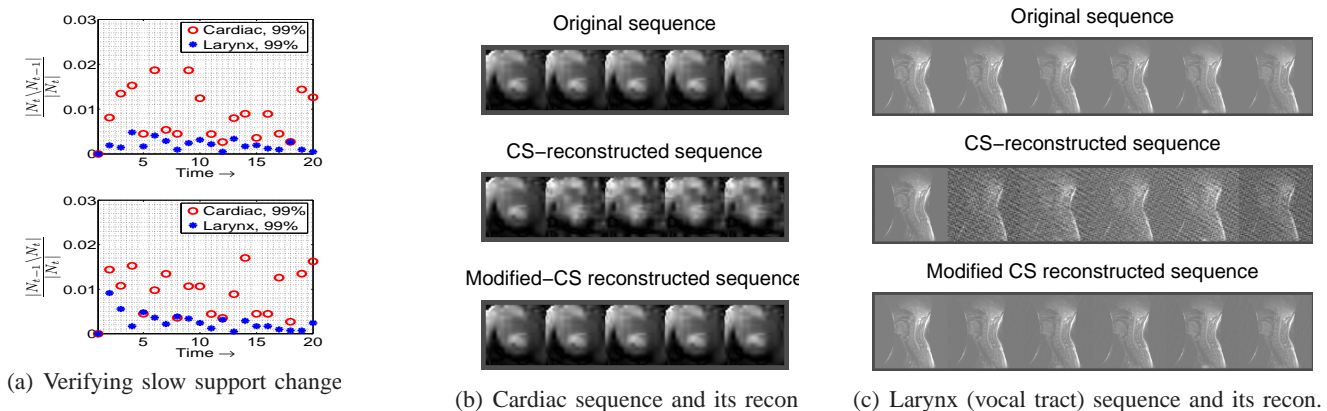 0.03
0.02
0.01
0
|N_t \ N_{t−1}|
|N_t|
Cardiac, 99%
Larynx, 99%
5 10 15 20
Time →
0.03
0.02
0.01
0
|N_{t−1} \ N_t|
|N_t|
Cardiac, 99%
Larynx, 99%
5 10 15 20
Time →
(a) Verifying slow support change
Original sequence
CS−reconstructed sequence
Modified−CS reconstructed sequence
(b) Cardiac sequence and its recon
Original sequence
CS−reconstructed sequence
Modified CS reconstructed sequence
(c) Larynx (vocal tract) sequence and its recon.